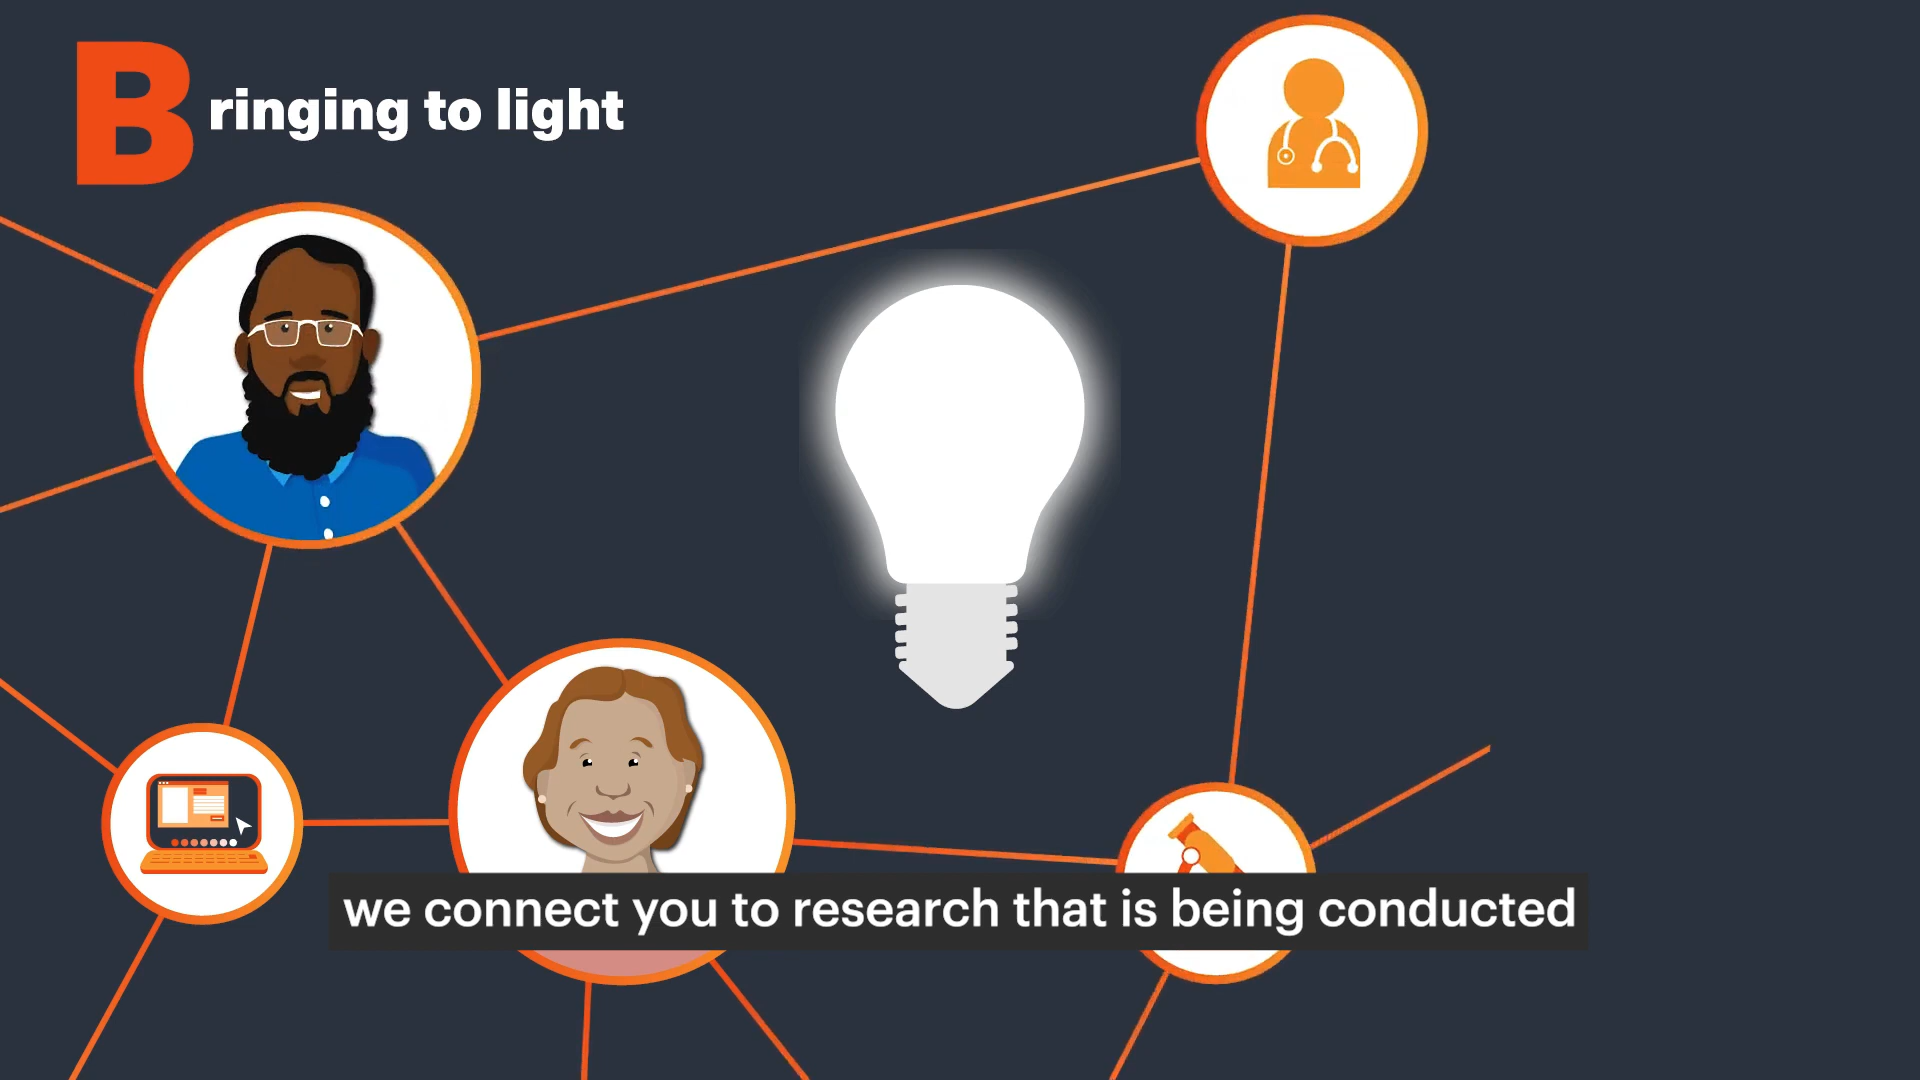 Bringing to light
we connect you to research that is being conducted